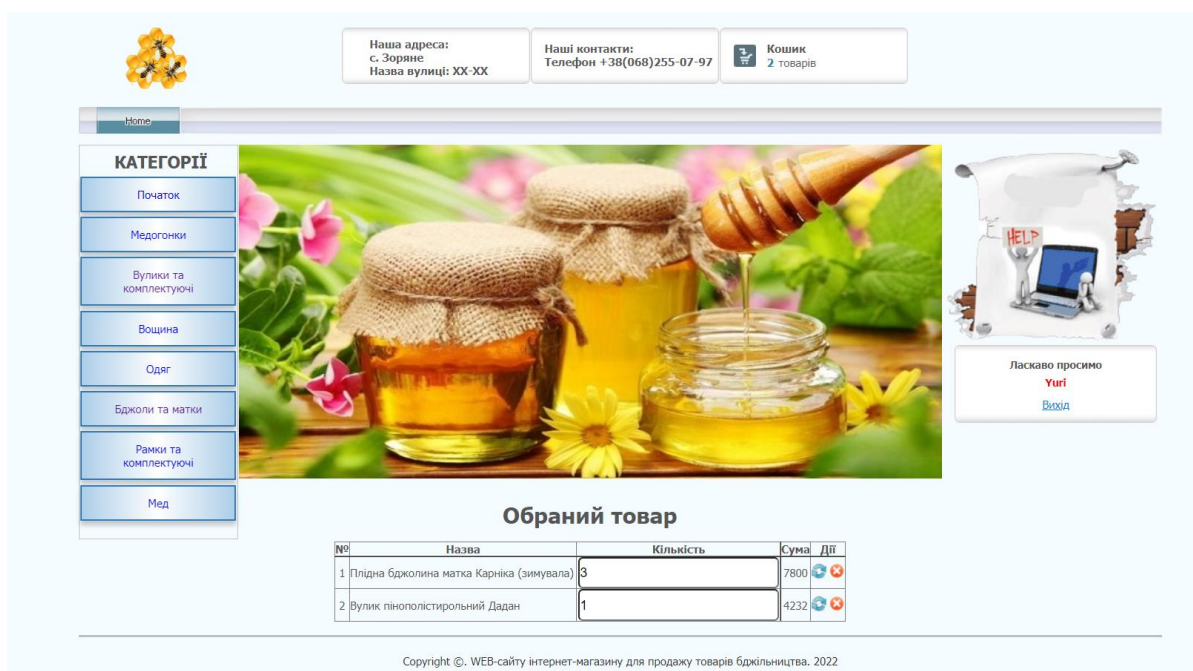 Наша адреса:
с. Зоряне
Назва вулиці: XX-XX
Наші контакти:
Телефон +38(068)255-07-97
Кошик
2 товарів
Home
КАТЕГОРІЇ
Початок
Медогонки
Вулики та
комплектуючі
Вощина
Одяг
Бджоли та матки
Рамки та
комплектуючі
Мед
HELP
Ласкаво просимо
Yuri
Вихід
Обраний товар
№ Назва Кількість Сума Дії
1 Плідна бджолина матка Карніка (зимувала) 3 7800
2 Вулик пінополістирольний Дадан 1 4232
Copyright ©. WEB-сайту інтернет-магазину для продажу товарів бджільництва. 2022